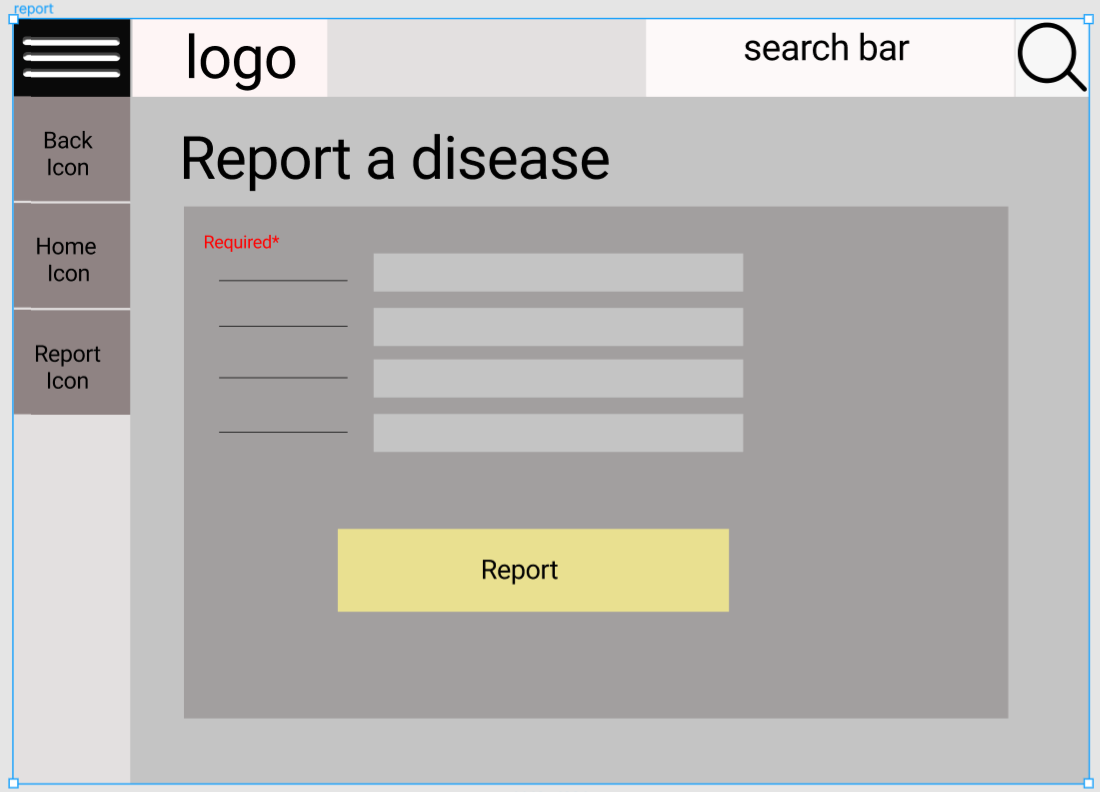 report
logo
search bar
Back
Icon
Home
Icon
Report
Icon
Report a disease
Required*
Report